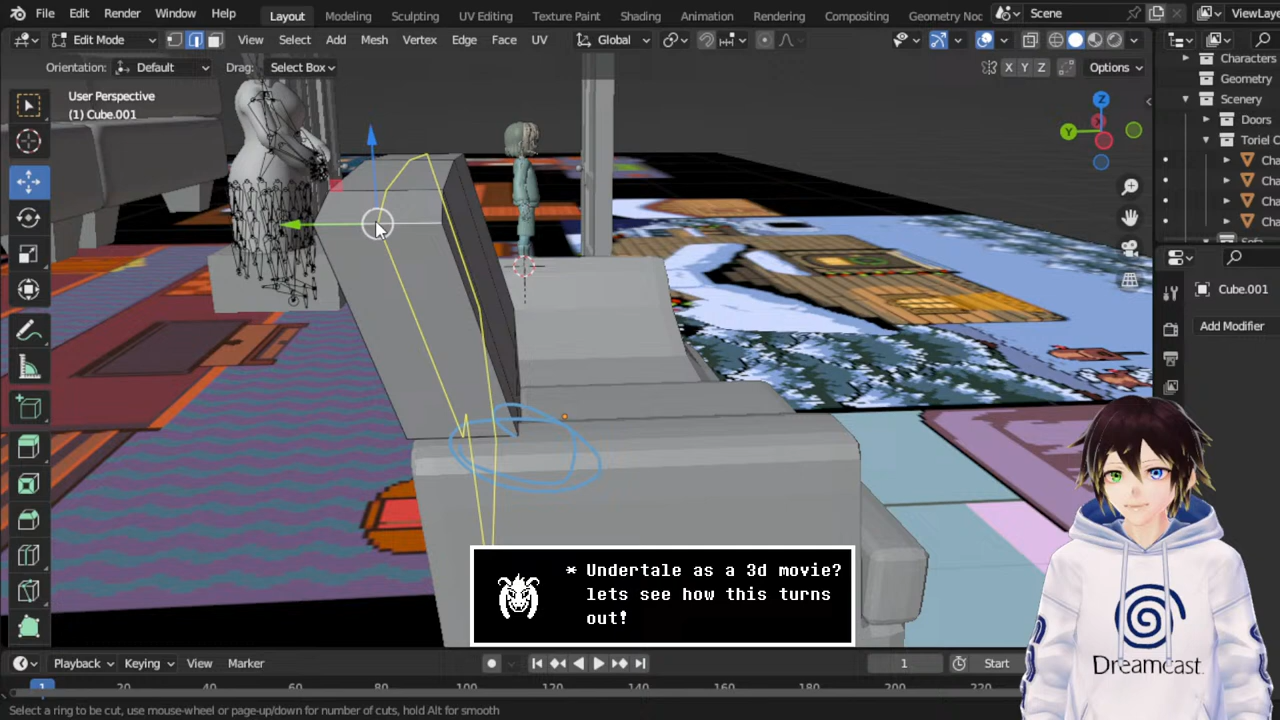 File Edit Render Window Help Layout Modeling Sculpting UV Editing Texture Paint Shading Animation Rendering Compositing Geometry Noc Scene ViewLaye
Edit Mode View Select Add Mesh Vertex Edge Face UV Global
Orientation: Default Drag: Select Box X Y Z Options
User Perspective
(1) Cube.001
Z
Y
X
Characters
Geometry
Scenery
Doors
Toriel C
Cha
Cha
Cha
Cha
Cube.001
Add Modifier
* Undertale as a 3d movie?
lets see how this turns
out!
Dreamcast
Playback Keying View Marker 1 Start
1 20 40 60 80 100 120 140 160 180 200 220
Select a ring to be cut, use mouse-wheel or page-up/down for number of cuts, hold Alt for smooth